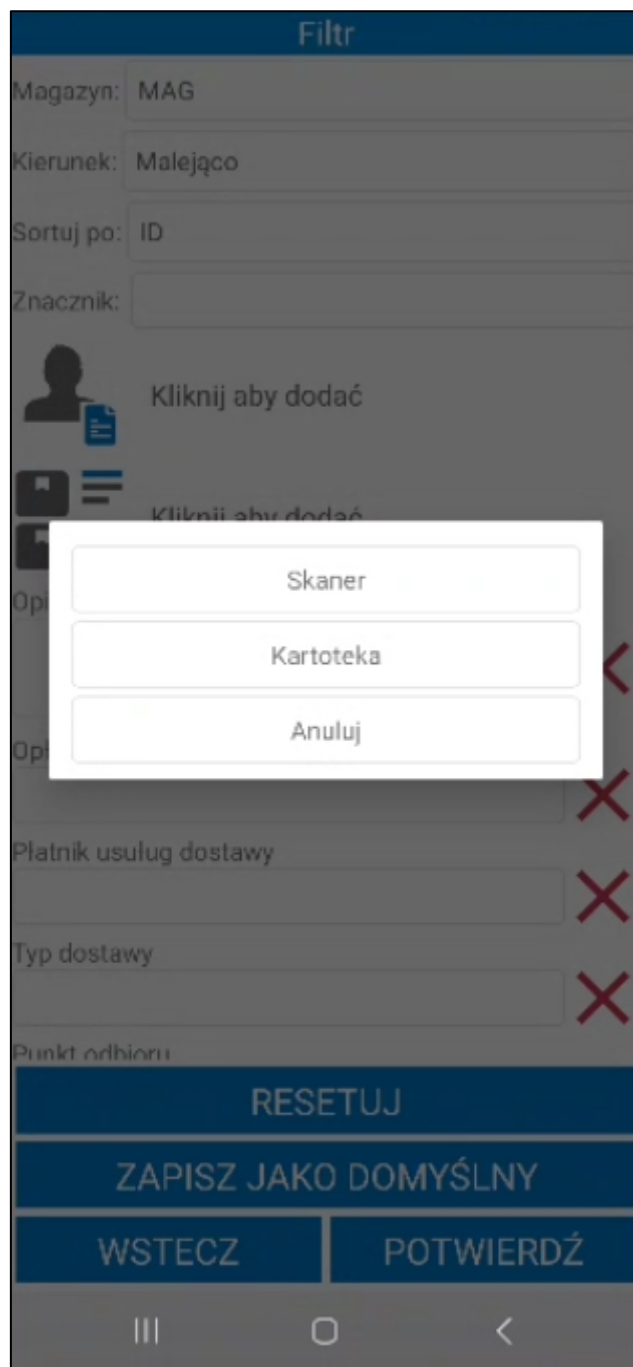 Filtr
Magazyn: MAG
Kierunek: Malejąco
Sortuj po: ID
Znacznik:
Kliknij aby dodać
Kliknij aby dodać
Skaner
Kartoteka
Anuluj
Płatnik usulug dostawy
Typ dostawy
Punkt odbioru
RESETUJ
ZAPISZ JAKO DOMYŚLNY
WSTECZ POTWIERDŹ